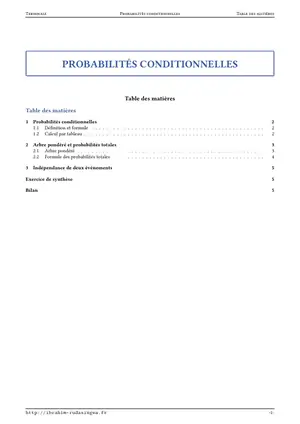 Terminale Probabilités conditionnelles Table des matières
PROBABILITÉS CONDITIONNELLES
Table des matières
Table des matières
1 Probabilités conditionnelles 2
1.1 Définition et formule 2
1.2 Calcul par tableau 2
2 Arbre pondéré et probabilités totales 3
2.1 Arbre pondéré 3
2.2 Formule des probabilités totales 4
3 Indépendance de deux événements 5
Exercice de synthèse 5
Bilan 5